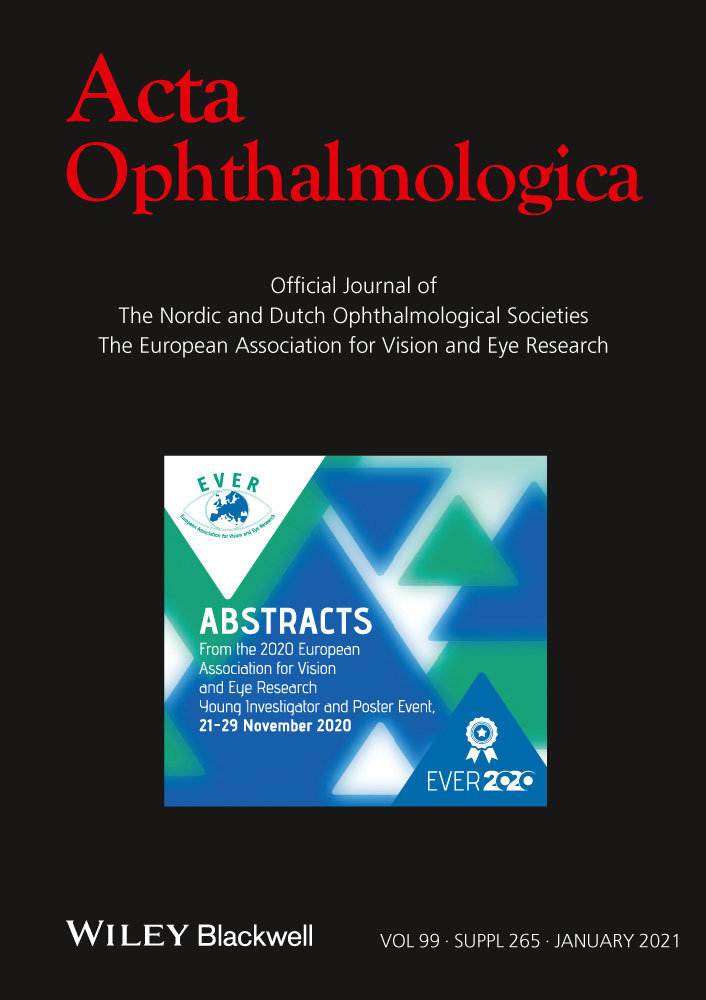 Acta
Ophthalmologica
Official Journal of
The Nordic and Dutch Ophthalmological Societies
The European Association for Vision and Eye Research
EVER
European Association for Vision and Eye Research
ABSTRACTS
From the 2020 European
Association for Vision
and Eye Research
Young Investigator and Poster Event,
21-29 November 2020
EVER2020
WILEY Blackwell
VOL 99 · SUPPL 265 · JANUARY 2021